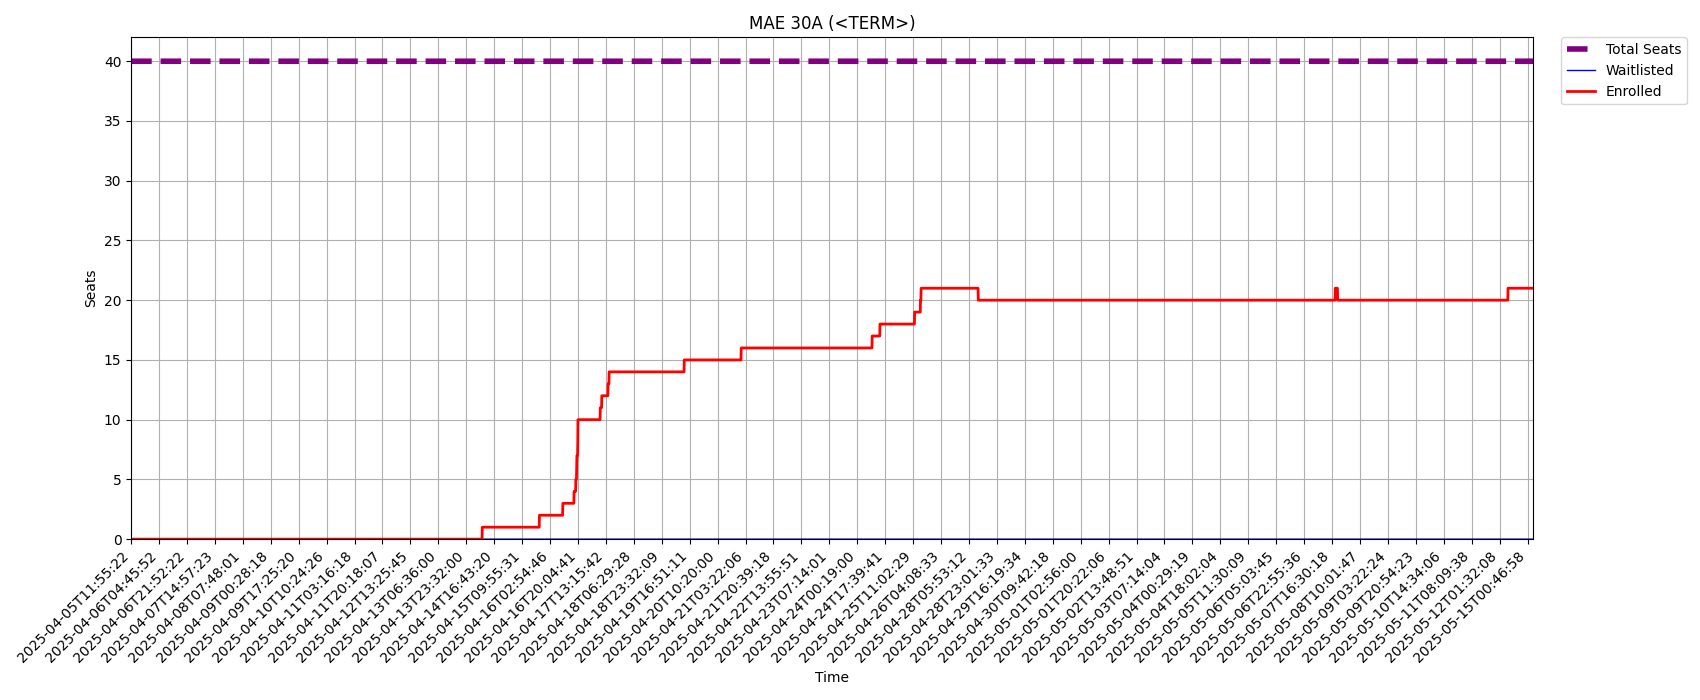 MAE 30A (<TERM>)
Total Seats
Waitlisted
Enrolled
40
35
30
25
20
15
10
5
0
Seats
2025-04-05T11:55:22
2025-04-06T04:45:52
2025-04-06T21:52:22
2025-04-07T14:57:23
2025-04-08T07:48:01
2025-04-09T00:28:18
2025-04-09T17:25:20
2025-04-10T10:24:26
2025-04-11T03:16:18
2025-04-11T20:18:07
2025-04-12T13:25:45
2025-04-13T06:36:00
2025-04-13T23:32:00
2025-04-14T16:43:20
2025-04-15T09:55:31
2025-04-16T02:54:46
2025-04-16T20:04:41
2025-04-17T13:15:42
2025-04-18T06:29:28
2025-04-18T23:32:09
2025-04-19T16:51:11
2025-04-20T10:20:00
2025-04-21T03:22:06
2025-04-21T20:39:18
2025-04-22T13:55:51
2025-04-23T07:14:01
2025-04-24T00:19:00
2025-04-24T17:39:41
2025-04-25T11:02:29
2025-04-26T04:08:33
2025-04-28T05:53:12
2025-04-28T23:01:33
2025-04-29T16:19:34
2025-04-30T09:42:18
2025-05-01T02:56:00
2025-05-01T20:22:06
2025-05-02T13:48:51
2025-05-03T07:14:04
2025-05-04T00:29:19
2025-05-04T18:02:04
2025-05-05T11:30:09
2025-05-06T05:03:45
2025-05-06T22:55:36
2025-05-07T16:30:18
2025-05-08T10:01:47
2025-05-09T03:22:24
2025-05-09T20:54:23
2025-05-10T14:34:06
2025-05-11T08:09:38
2025-05-12T01:32:08
2025-05-15T00:46:58
Time